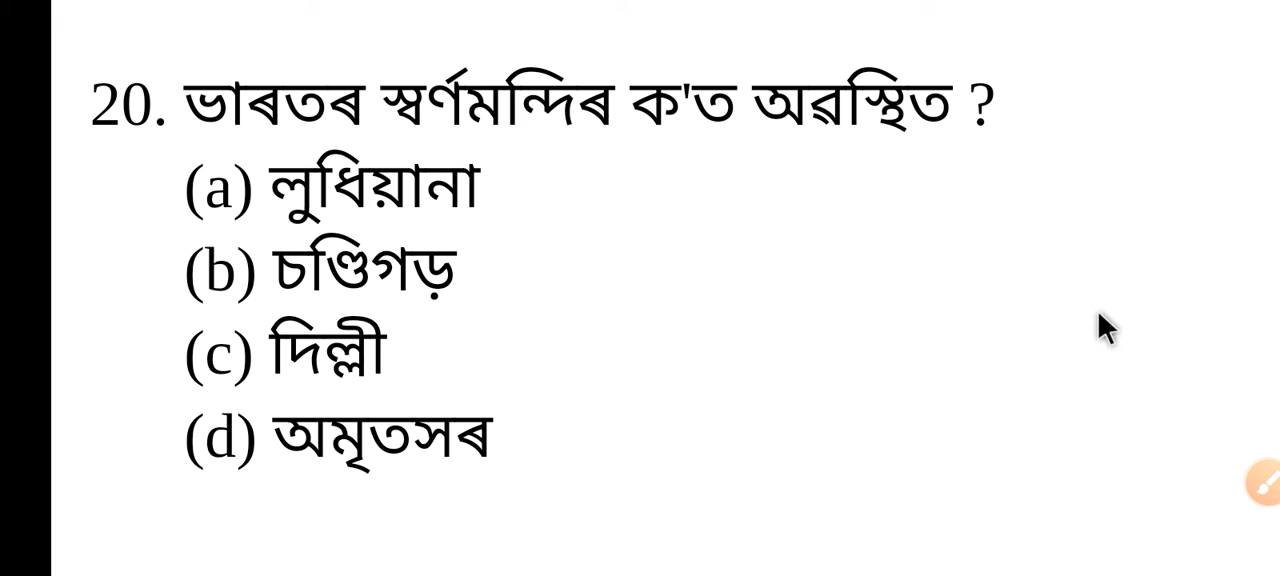 20. ভাৰতৰ স্বৰ্ণমন্দিৰ ক'ত অৱস্থিত ?
(a) লুধিয়ানা
(b) চণ্ডিগড়
(c) দিল্লী
(d) অমৃতসৰ